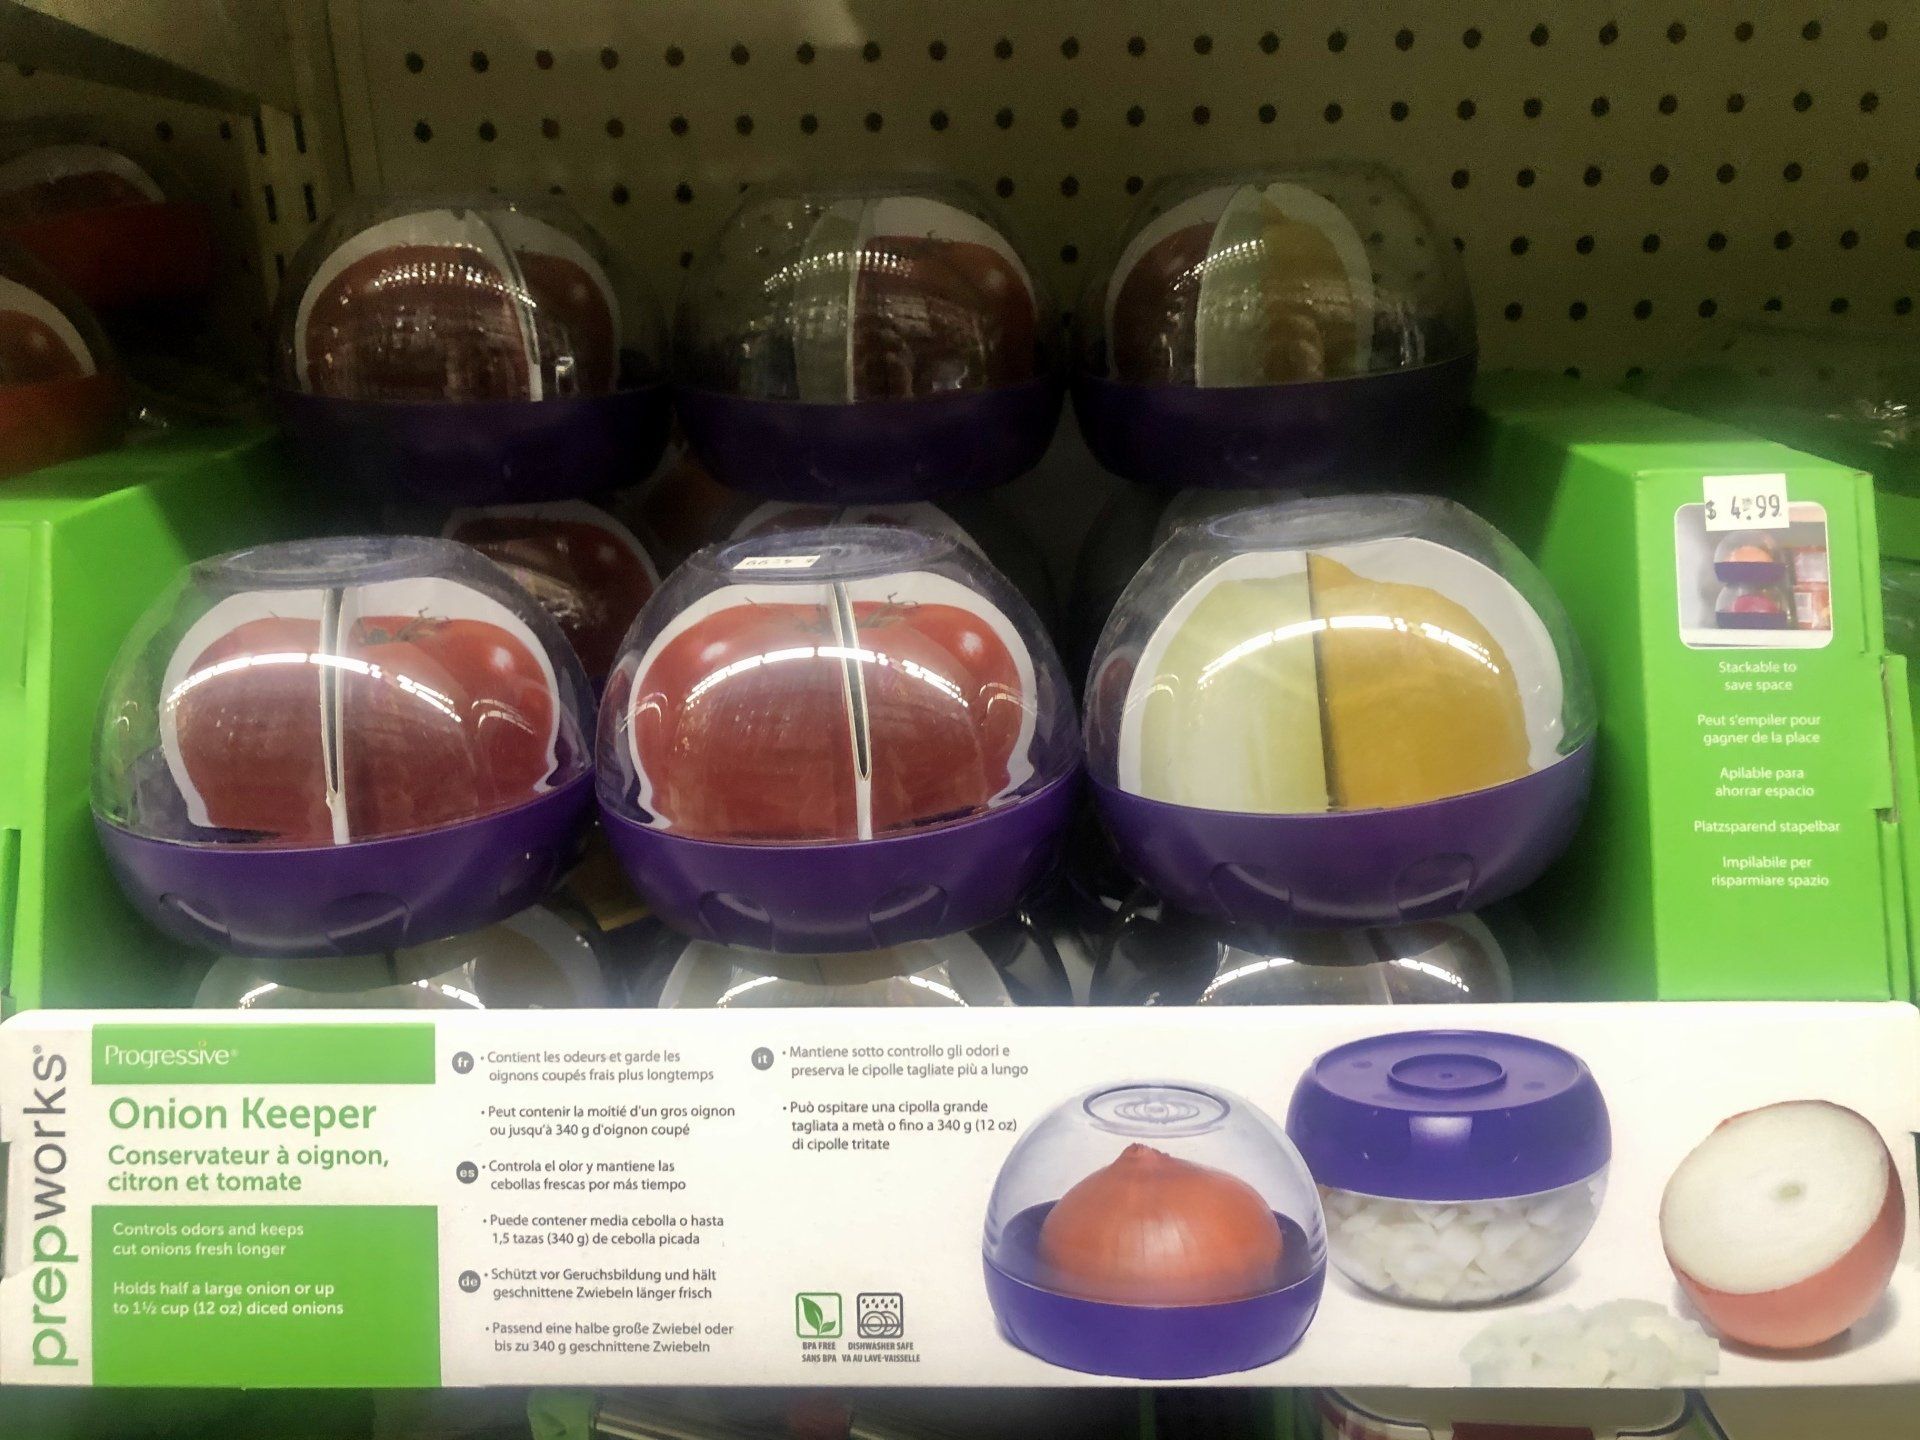 $ 4.99
$ 4.99
Stackable to
save space
Peut s'empiler pour
gagner de la place
Apilable para
ahorrar espacio
Platzsparend stapelbar
Impilabile per
risparmiare spazio
prepworks®
Progressive®
Onion Keeper
Conservateur à oignon,
citron et tomate
Controls odors and keeps
cut onions fresh longer
Holds half a large onion or up
to 1½ cup (12 oz) diced onions
fr • Contient les odeurs et garde les
oignons coupés frais plus longtemps
• Peut contenir la moitié d'un gros oignon
ou jusqu'à 340 g d'oignon coupé
es • Controla el olor y mantiene las
cebollas frescas por más tiempo
• Puede contener media cebolla o hasta
1,5 tazas (340 g) de cebolla picada
de • Schützt vor Geruchsbildung und hält
geschnittene Zwiebeln länger frisch
• Passend eine halbe große Zwiebel oder
bis zu 340 g geschnittene Zwiebeln
it • Mantiene sotto controllo gli odori e
preserva le cipolle tagliate più a lungo
• Può ospitare una cipolla grande
tagliata a metà o fino a 340 g (12 oz)
di cipolle tritate
BPA FREE
SANS BPA
DISHWASHER SAFE
VA AU LAVE-VAISSELLE